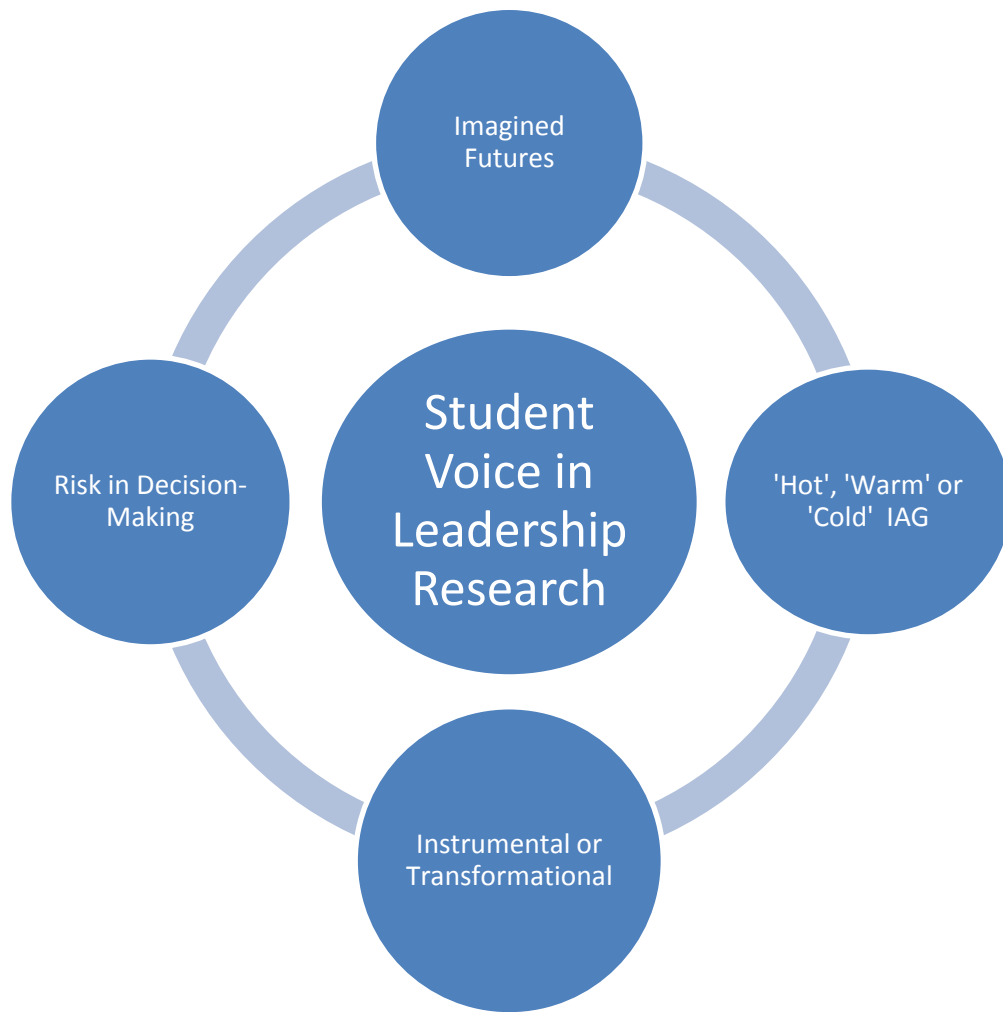 Imagined
Futures
Student
Voice in
Leadership
Research
Risk in Decision-
Making
'Hot', 'Warm' or
'Cold'  IAG
Instrumental or
Transformational